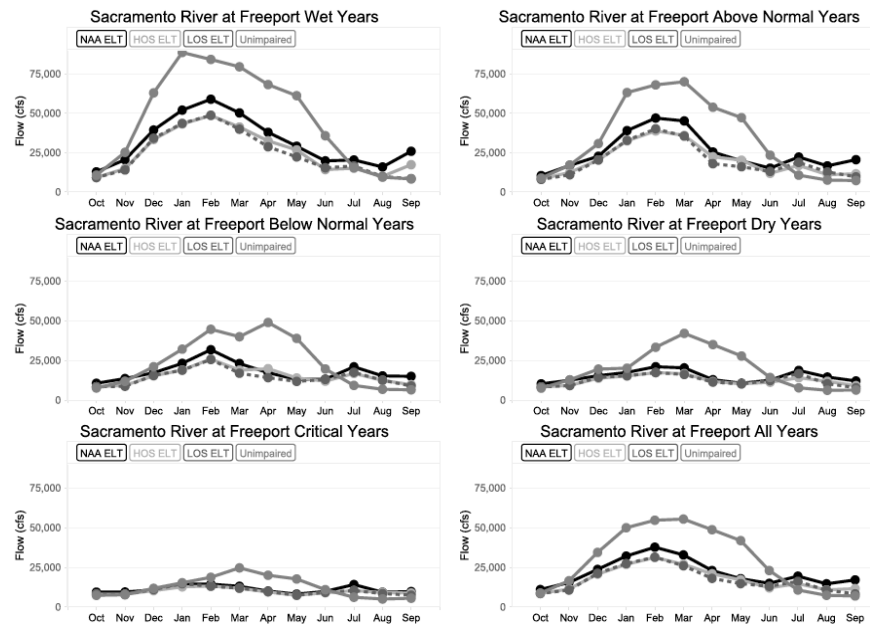 Sacramento River at Freeport Wet Years
NAA ELT HOS ELT LOS ELT Unimpaired
Flow (cfs)
75,000
50,000
25,000
0
Oct Nov Dec Jan Feb Mar Apr May Jun Jul Aug Sep
Sacramento River at Freeport Above Normal Years
NAA ELT HOS ELT LOS ELT Unimpaired
Flow (cfs)
75,000
50,000
25,000
0
Oct Nov Dec Jan Feb Mar Apr May Jun Jul Aug Sep
Sacramento River at Freeport Below Normal Years
NAA ELT HOS ELT LOS ELT Unimpaired
Flow (cfs)
75,000
50,000
25,000
0
Oct Nov Dec Jan Feb Mar Apr May Jun Jul Aug Sep
Sacramento River at Freeport Dry Years
NAA ELT HOS ELT LOS ELT Unimpaired
Flow (cfs)
75,000
50,000
25,000
0
Oct Nov Dec Jan Feb Mar Apr May Jun Jul Aug Sep
Sacramento River at Freeport Critical Years
NAA ELT HOS ELT LOS ELT Unimpaired
Flow (cfs)
75,000
50,000
25,000
0
Oct Nov Dec Jan Feb Mar Apr May Jun Jul Aug Sep
Sacramento River at Freeport All Years
NAA ELT HOS ELT LOS ELT Unimpaired
Flow (cfs)
75,000
50,000
25,000
0
Oct Nov Dec Jan Feb Mar Apr May Jun Jul Aug Sep